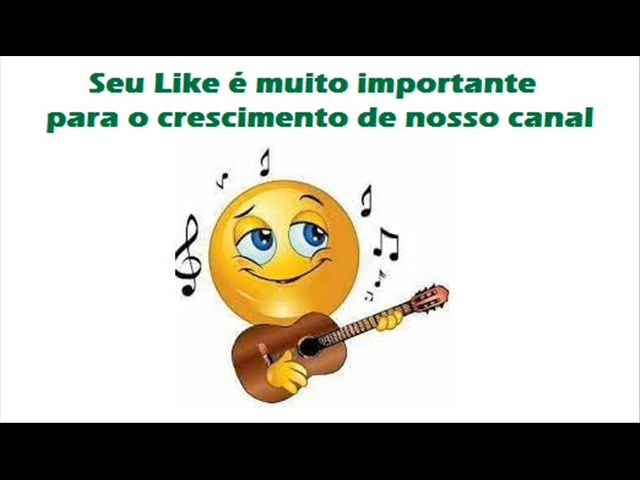 Seu Like é muito importante
para o crescimento de nosso canal